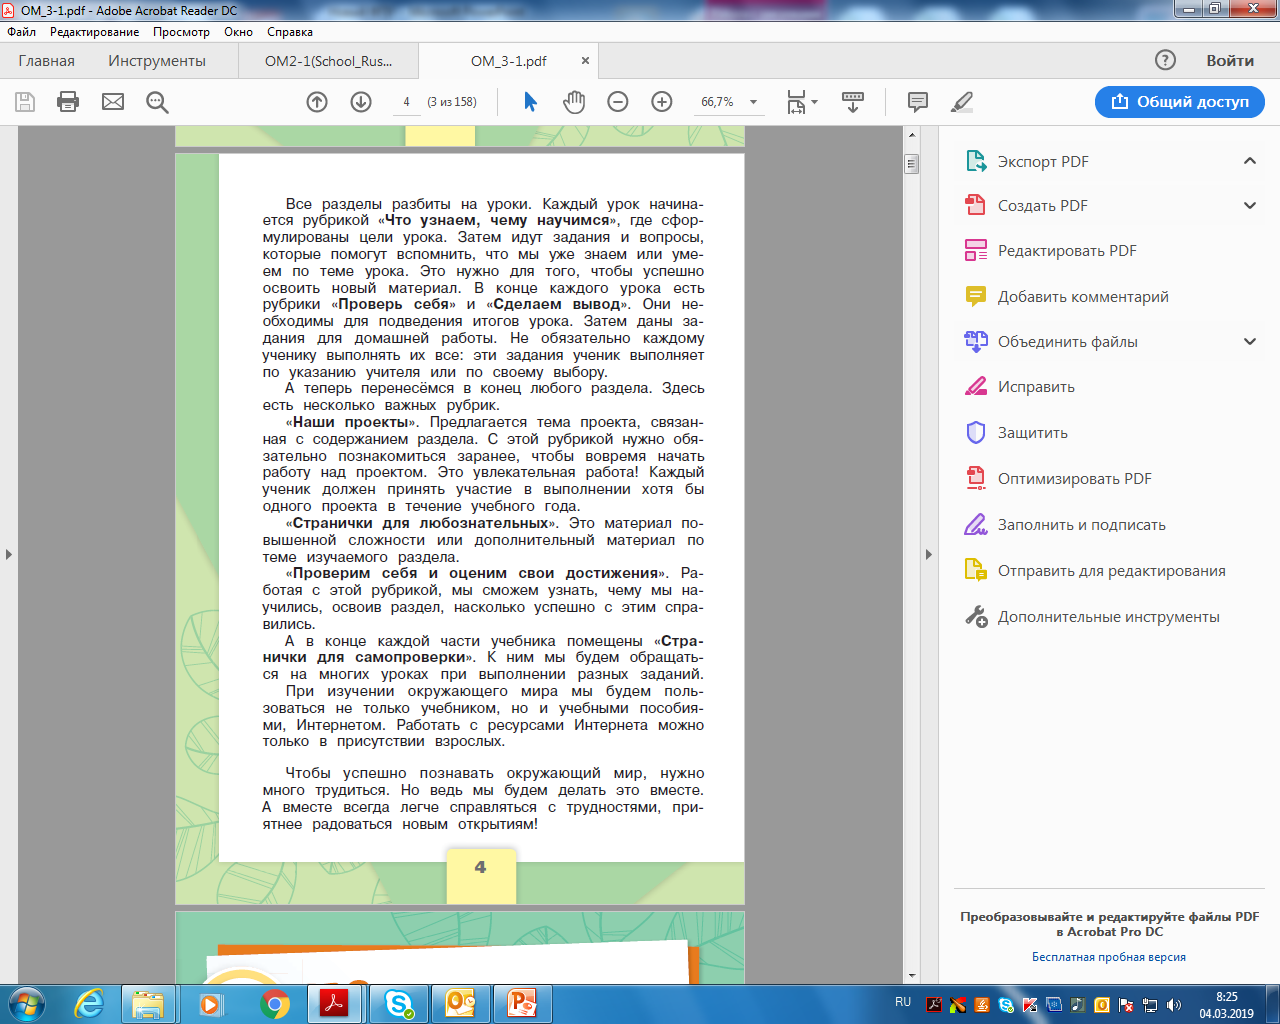 OM_3-1.pdf - Adobe Acrobat Reader DC
Файл Редактирование Просмотр Окно Справка
Главная Инструменты OM2-1(School_Rus... OM_3-1.pdf × ? Войти
4 (3 из 158) 66,7% Общий доступ
Все разделы разбиты на уроки. Каждый урок начина-
ется рубрикой «Что узнаем, чему научимся», где сфор-
мулированы цели урока. Затем идут задания и вопросы,
которые помогут вспомнить, что мы уже знаем или уме-
ем по теме урока. Это нужно для того, чтобы успешно
освоить новый материал. В конце каждого урока есть
рубрики «Проверь себя» и «Сделаем вывод». Они не-
обходимы для подведения итогов урока. Затем даны за-
дания для домашней работы. Не обязательно каждому
ученику выполнять их все: эти задания ученик выполняет
по указанию учителя или по своему выбору.
А теперь перенесёмся в конец любого раздела. Здесь
есть несколько важных рубрик.
«Наши проекты». Предлагается тема проекта, связан-
ная с содержанием раздела. С этой рубрикой нужно обя-
зательно познакомиться заранее, чтобы вовремя начать
работу над проектом. Это увлекательная работа! Каждый
ученик должен принять участие в выполнении хотя бы
одного проекта в течение учебного года.
«Странички для любознательных». Это материал по-
вышенной сложности или дополнительный материал по
теме изучаемого раздела.
«Проверим себя и оценим свои достижения». Ра-
ботая с этой рубрикой, мы сможем узнать, чему мы на-
учились, освоив раздел, насколько успешно с этим спра-
вились.
А в конце каждой части учебника помещены «Стра-
нички для самопроверки». К ним мы будем обращать-
ся на многих уроках при выполнении разных заданий.
При изучении окружающего мира мы будем поль-
зоваться не только учебником, но и учебными пособия-
ми, Интернетом. Работать с ресурсами Интернета можно
только в присутствии взрослых.
Чтобы успешно познавать окружающий мир, нужно
много трудиться. Но ведь мы будем делать это вместе.
А вместе всегда легче справляться с трудностями, при-
ятнее радоваться новым открытиям!
4
Экспорт PDF
Создать PDF
Редактировать PDF
Добавить комментарий
Объединить файлы
Исправить
Защитить
Оптимизировать PDF
Заполнить и подписать
Отправить для редактирования
Дополнительные инструменты
Преобразовывайте и редактируйте файлы PDF
в Acrobat Pro DC
Бесплатная пробная версия
RU 8:25
04.03.2019